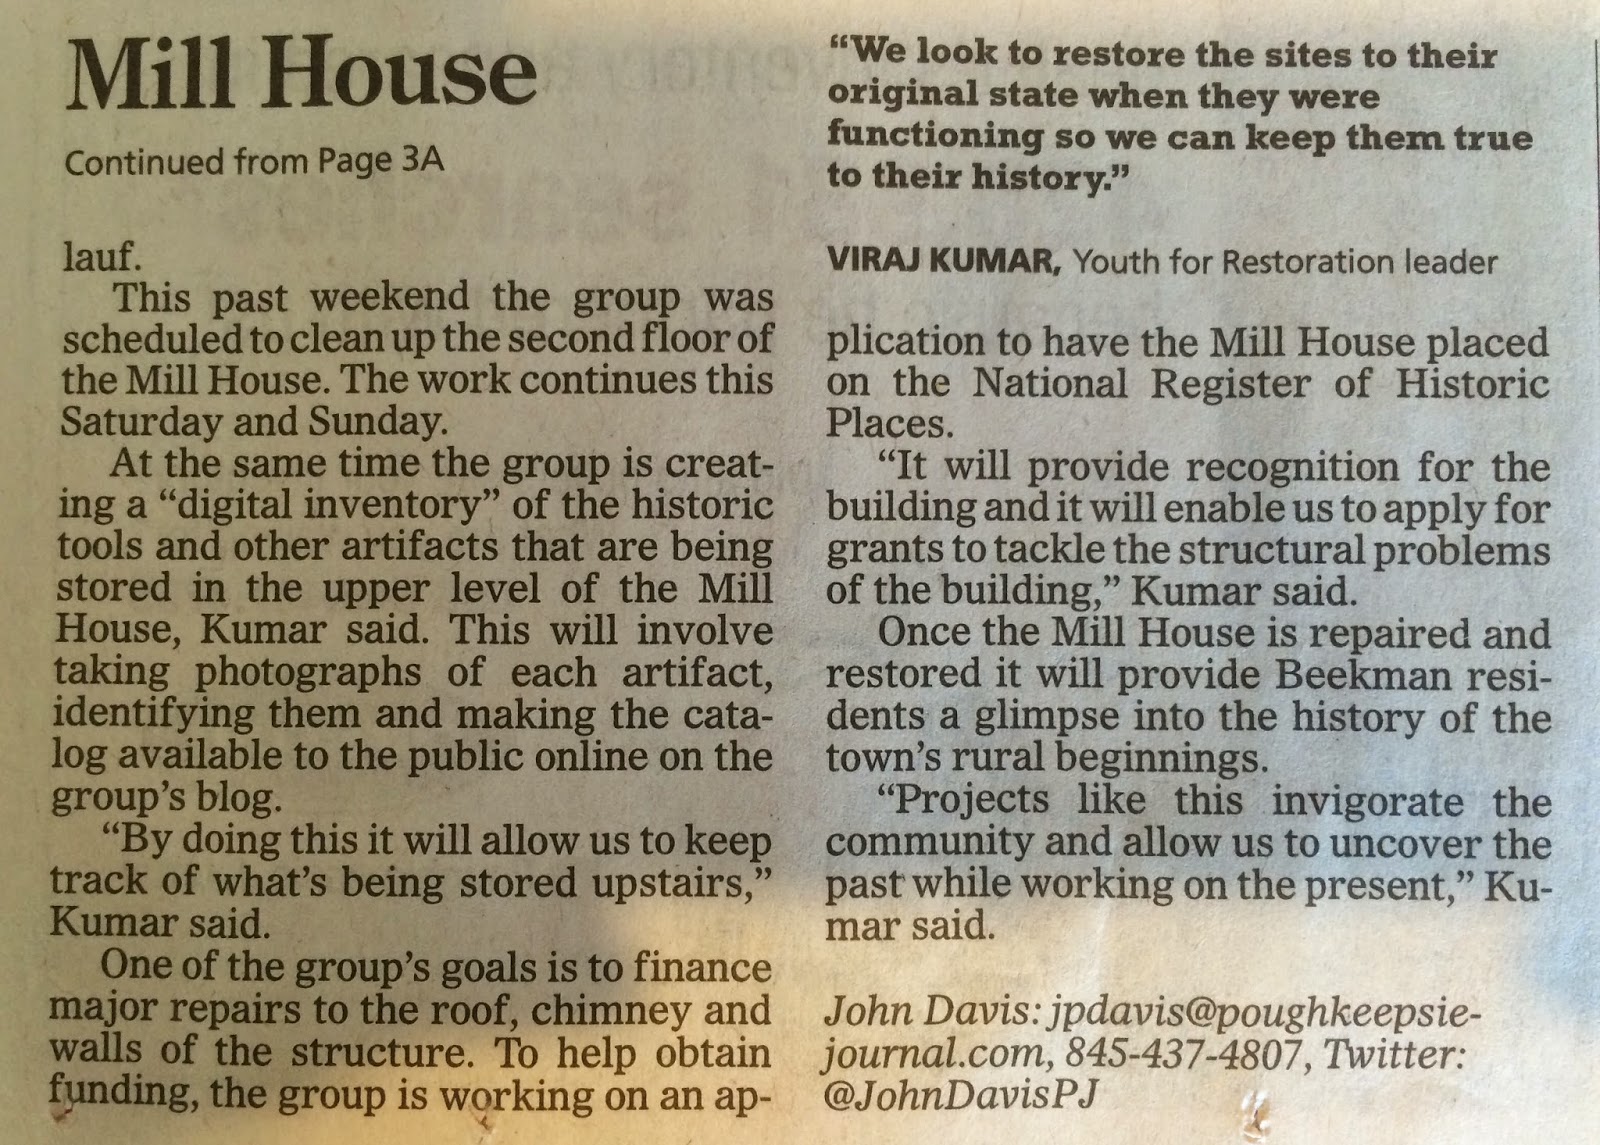 Mill House
Continued from Page 3A
lauf.
This past weekend the group was
scheduled to clean up the second floor of
the Mill House. The work continues this
Saturday and Sunday.
At the same time the group is creat-
ing a “digital inventory” of the historic
tools and other artifacts that are being
stored in the upper level of the Mill
House, Kumar said. This will involve
taking photographs of each artifact,
identifying them and making the cata-
log available to the public online on the
group’s blog.
“By doing this it will allow us to keep
track of what’s being stored upstairs,”
Kumar said.
One of the group’s goals is to finance
major repairs to the roof, chimney and
walls of the structure. To help obtain
funding, the group is working on an ap-
“We look to restore the sites to their
original state when they were
functioning so we can keep them true
to their history.”
VIRAJ KUMAR, Youth for Restoration leader
plication to have the Mill House placed
on the National Register of Historic
Places.
“It will provide recognition for the
building and it will enable us to apply for
grants to tackle the structural problems
of the building,” Kumar said.
Once the Mill House is repaired and
restored it will provide Beekman resi-
dents a glimpse into the history of the
town’s rural beginnings.
“Projects like this invigorate the
community and allow us to uncover the
past while working on the present,” Ku-
mar said.
John Davis: jpdavis@poughkeepsie-
journal.com, 845-437-4807, Twitter:
@JohnDavisPJ